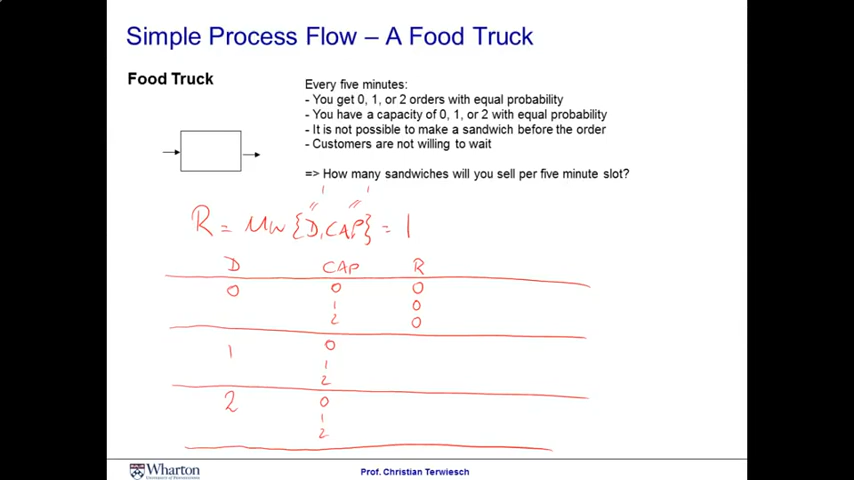 Simple Process Flow – A Food Truck
Food Truck
Every five minutes:
- You get 0, 1, or 2 orders with equal probability
- You have a capacity of 0, 1, or 2 with equal probability
- It is not possible to make a sandwich before the order
- Customers are not willing to wait
=> How many sandwiches will you sell per five minute slot?
1 1
R = MIN {D, CAP} = 1
D CAP R
0 0 0
1 0
2 0
1 0
1
2
2 0
1
2
Wharton
Prof. Christian Terwiesch